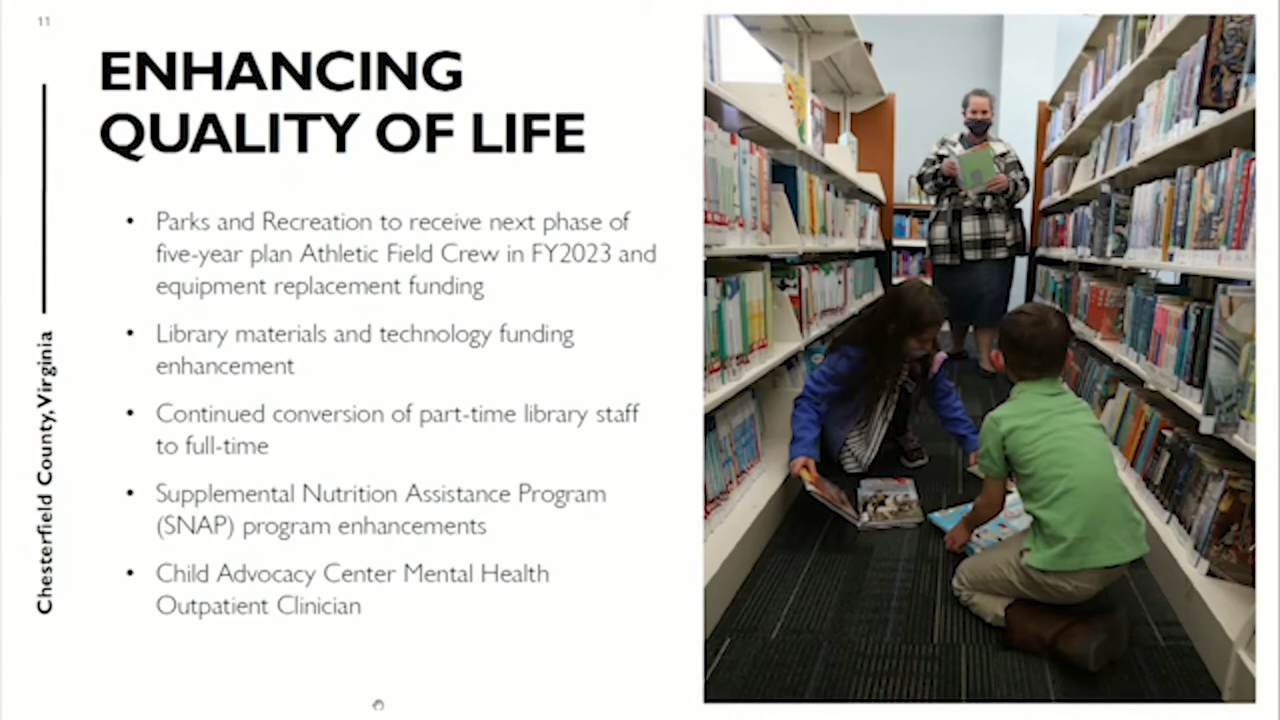 11
ENHANCING
QUALITY OF LIFE
• Parks and Recreation to receive next phase of
five-year plan Athletic Field Crew in FY2023 and
equipment replacement funding
• Library materials and technology funding
enhancement
• Continued conversion of part-time library staff
to full-time
• Supplemental Nutrition Assistance Program
(SNAP) program enhancements
• Child Advocacy Center Mental Health
Outpatient Clinician
Chesterfield County, Virginia